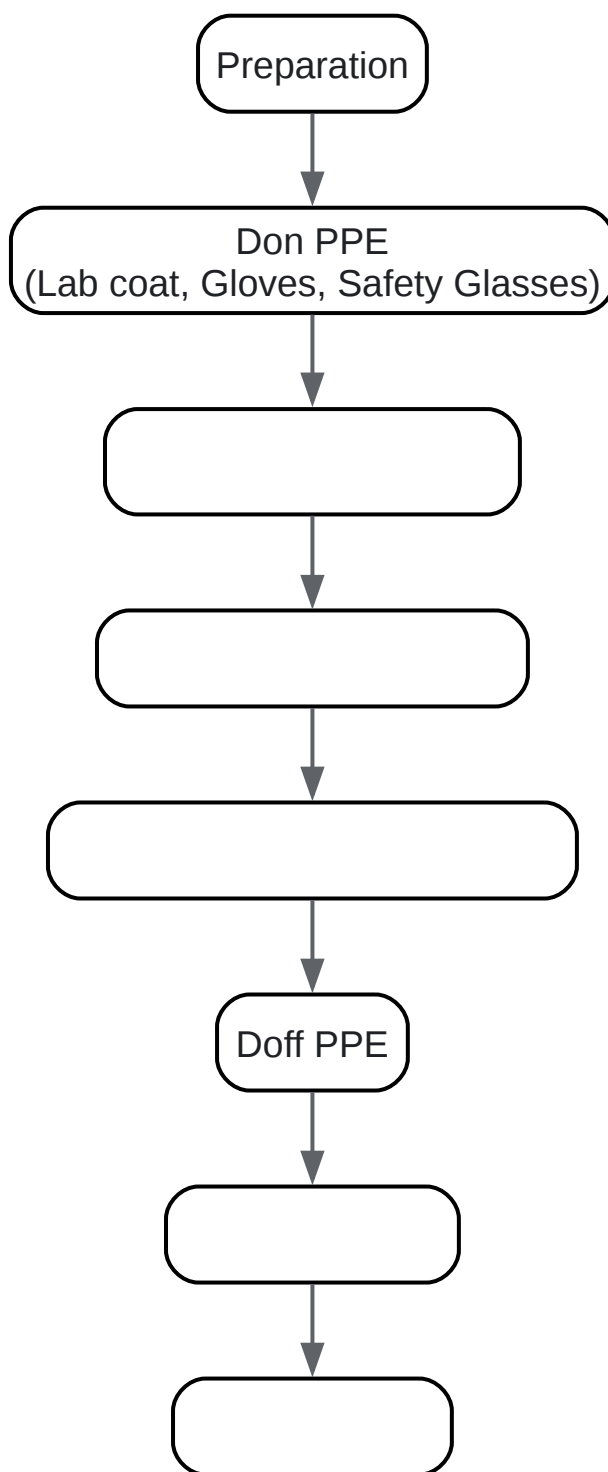 Preparation
Don PPE
(Lab coat, Gloves, Safety Glasses)
Doff PPE